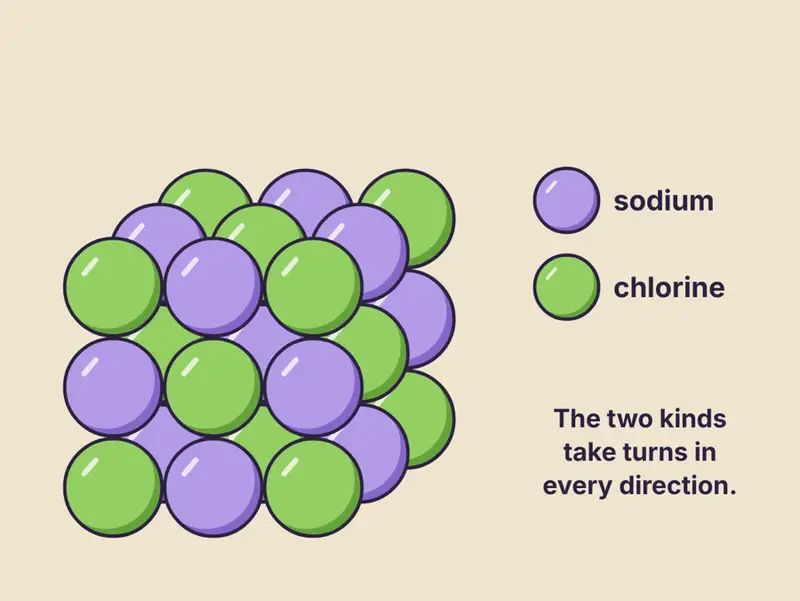 sodium
chlorine
The two kinds
take turns in
every direction.